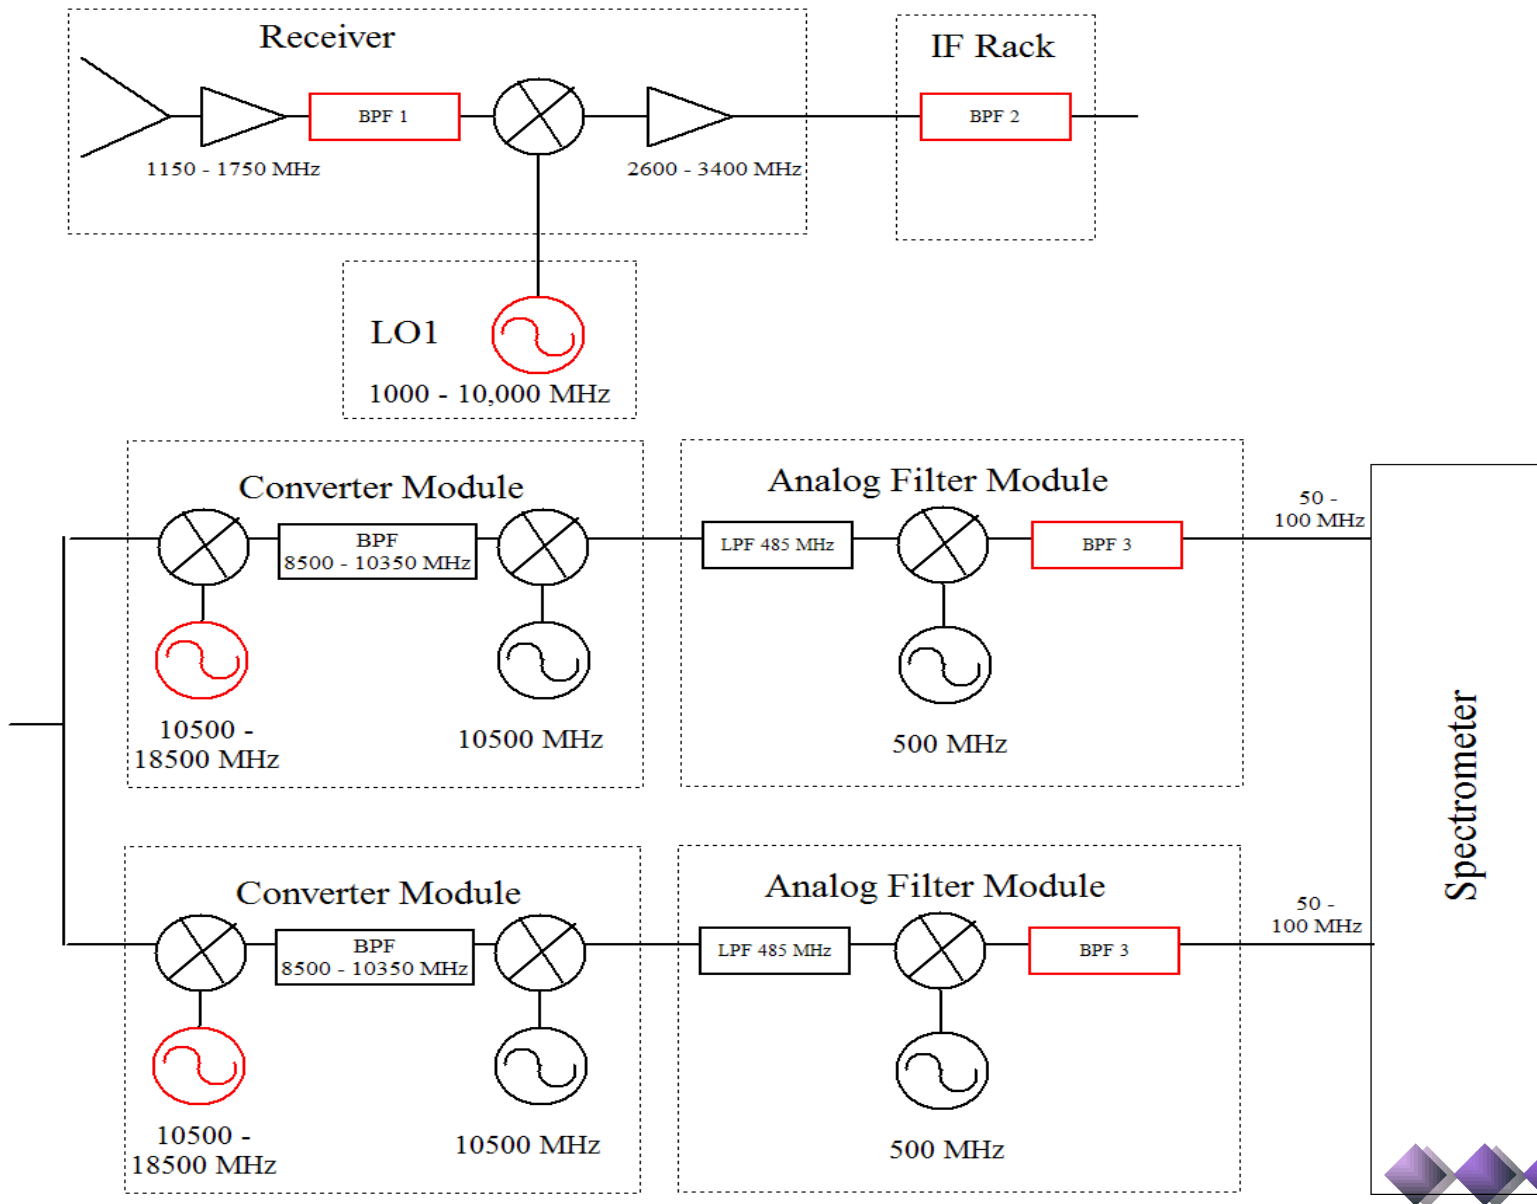 Receiver
IF Rack
BPF 1
BPF 2
1150 - 1750 MHz
2600 - 3400 MHz
LO1
1000 - 10,000 MHz
Converter Module
Analog Filter Module
50 -
100 MHz
BPF
8500 - 10350 MHz
LPF 485 MHz
BPF 3
10500 -
18500 MHz
10500 MHz
500 MHz
Spectrometer
Converter Module
Analog Filter Module
50 -
100 MHz
BPF
8500 - 10350 MHz
LPF 485 MHz
BPF 3
10500 -
18500 MHz
10500 MHz
500 MHz